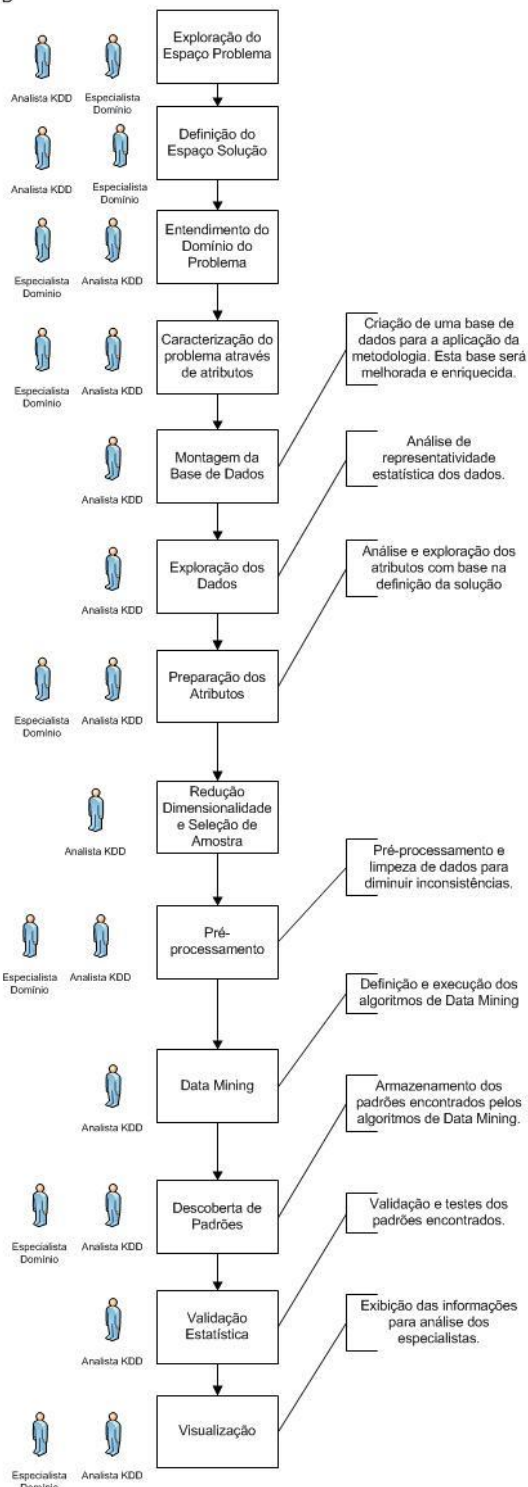 Exploração do
Espaço Problema
Analista KDD
Especialista
Domínio
Definição do
Espaço Solução
Analista KDD
Especialista
Domínio
Entendimento do
Domínio do
Problema
Especialista
Domínio
Analista KDD
Caracterização do
problema através
de atributos
Especialista
Domínio
Analista KDD
Criação de uma base de
dados para a aplicação da
metodologia. Esta base será
melhorada e enriquecida.
Montagem da
Base de Dados
Analista KDD
Análise de
representatividade
estatística dos dados.
Exploração dos
Dados
Analista KDD
Análise e exploração dos
atributos com base na
definição da solução
Preparação dos
Atributos
Especialista
Domínio
Analista KDD
Redução
Dimensionalidade
e Seleção de
Amostra
Analista KDD
Pré-processamento e
limpeza de dados para
diminuir inconsistências.
Pré-
processamento
Especialista
Domínio
Analista KDD
Definição e execução dos
algoritmos de Data Mining
Data Mining
Analista KDD
Armazenamento dos
padrões encontrados pelos
algoritmos de Data Mining.
Descoberta de
Padrões
Especialista
Domínio
Analista KDD
Validação e testes dos
padrões encontrados.
Validação
Estatística
Analista KDD
Exibição das informações
para análise dos
especialistas.
Visualização
Especialista
Domínio
Analista KDD